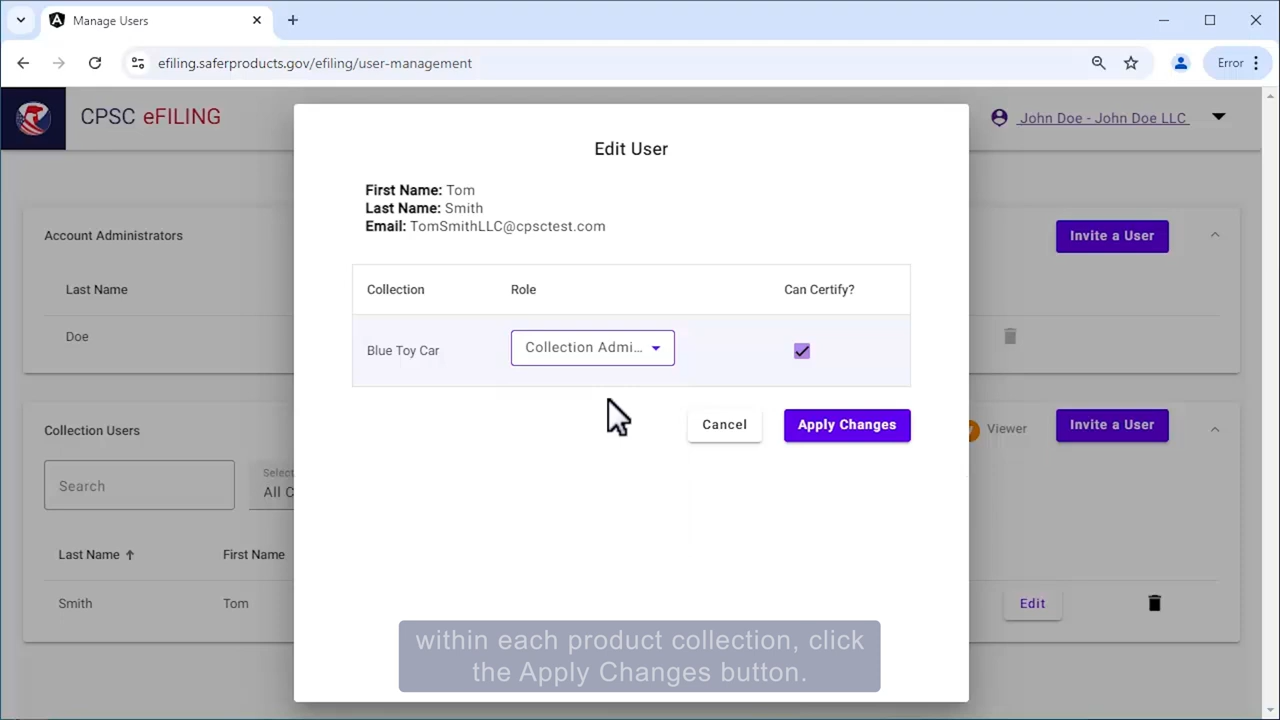 Manage Users
efiling.saferproducts.gov/efiling/user-management
Error
CPSC eFILING
John Doe - John Doe LLC
Edit User
First Name: Tom
Last Name: Smith
Email: TomSmithLLC@cpsctest.com
Account Administrators
Invite a User
Last Name
Doe
Collection Role Can Certify?
Blue Toy Car Collection Admi...
Cancel Apply Changes
Collection Users
Viewer
Invite a User
Search
Select
All C
Last Name First Name
Smith Tom Edit
within each product collection, click
the Apply Changes button.